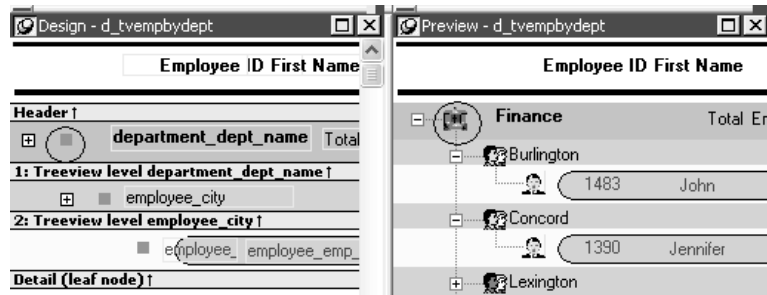 Design - d_tvempbydept
Employee ID First Name
Header ↑
department_dept_name Total
1: Treeview level department_dept_name ↑
employee_city
2: Treeview level employee_city ↑
employee_ employee_emp_
Detail (leaf node) ↑
Preview - d_tvempbydept
Employee ID First Name
Finance Total Er
Burlington
1483 John
Concord
1390 Jennifer
Lexington